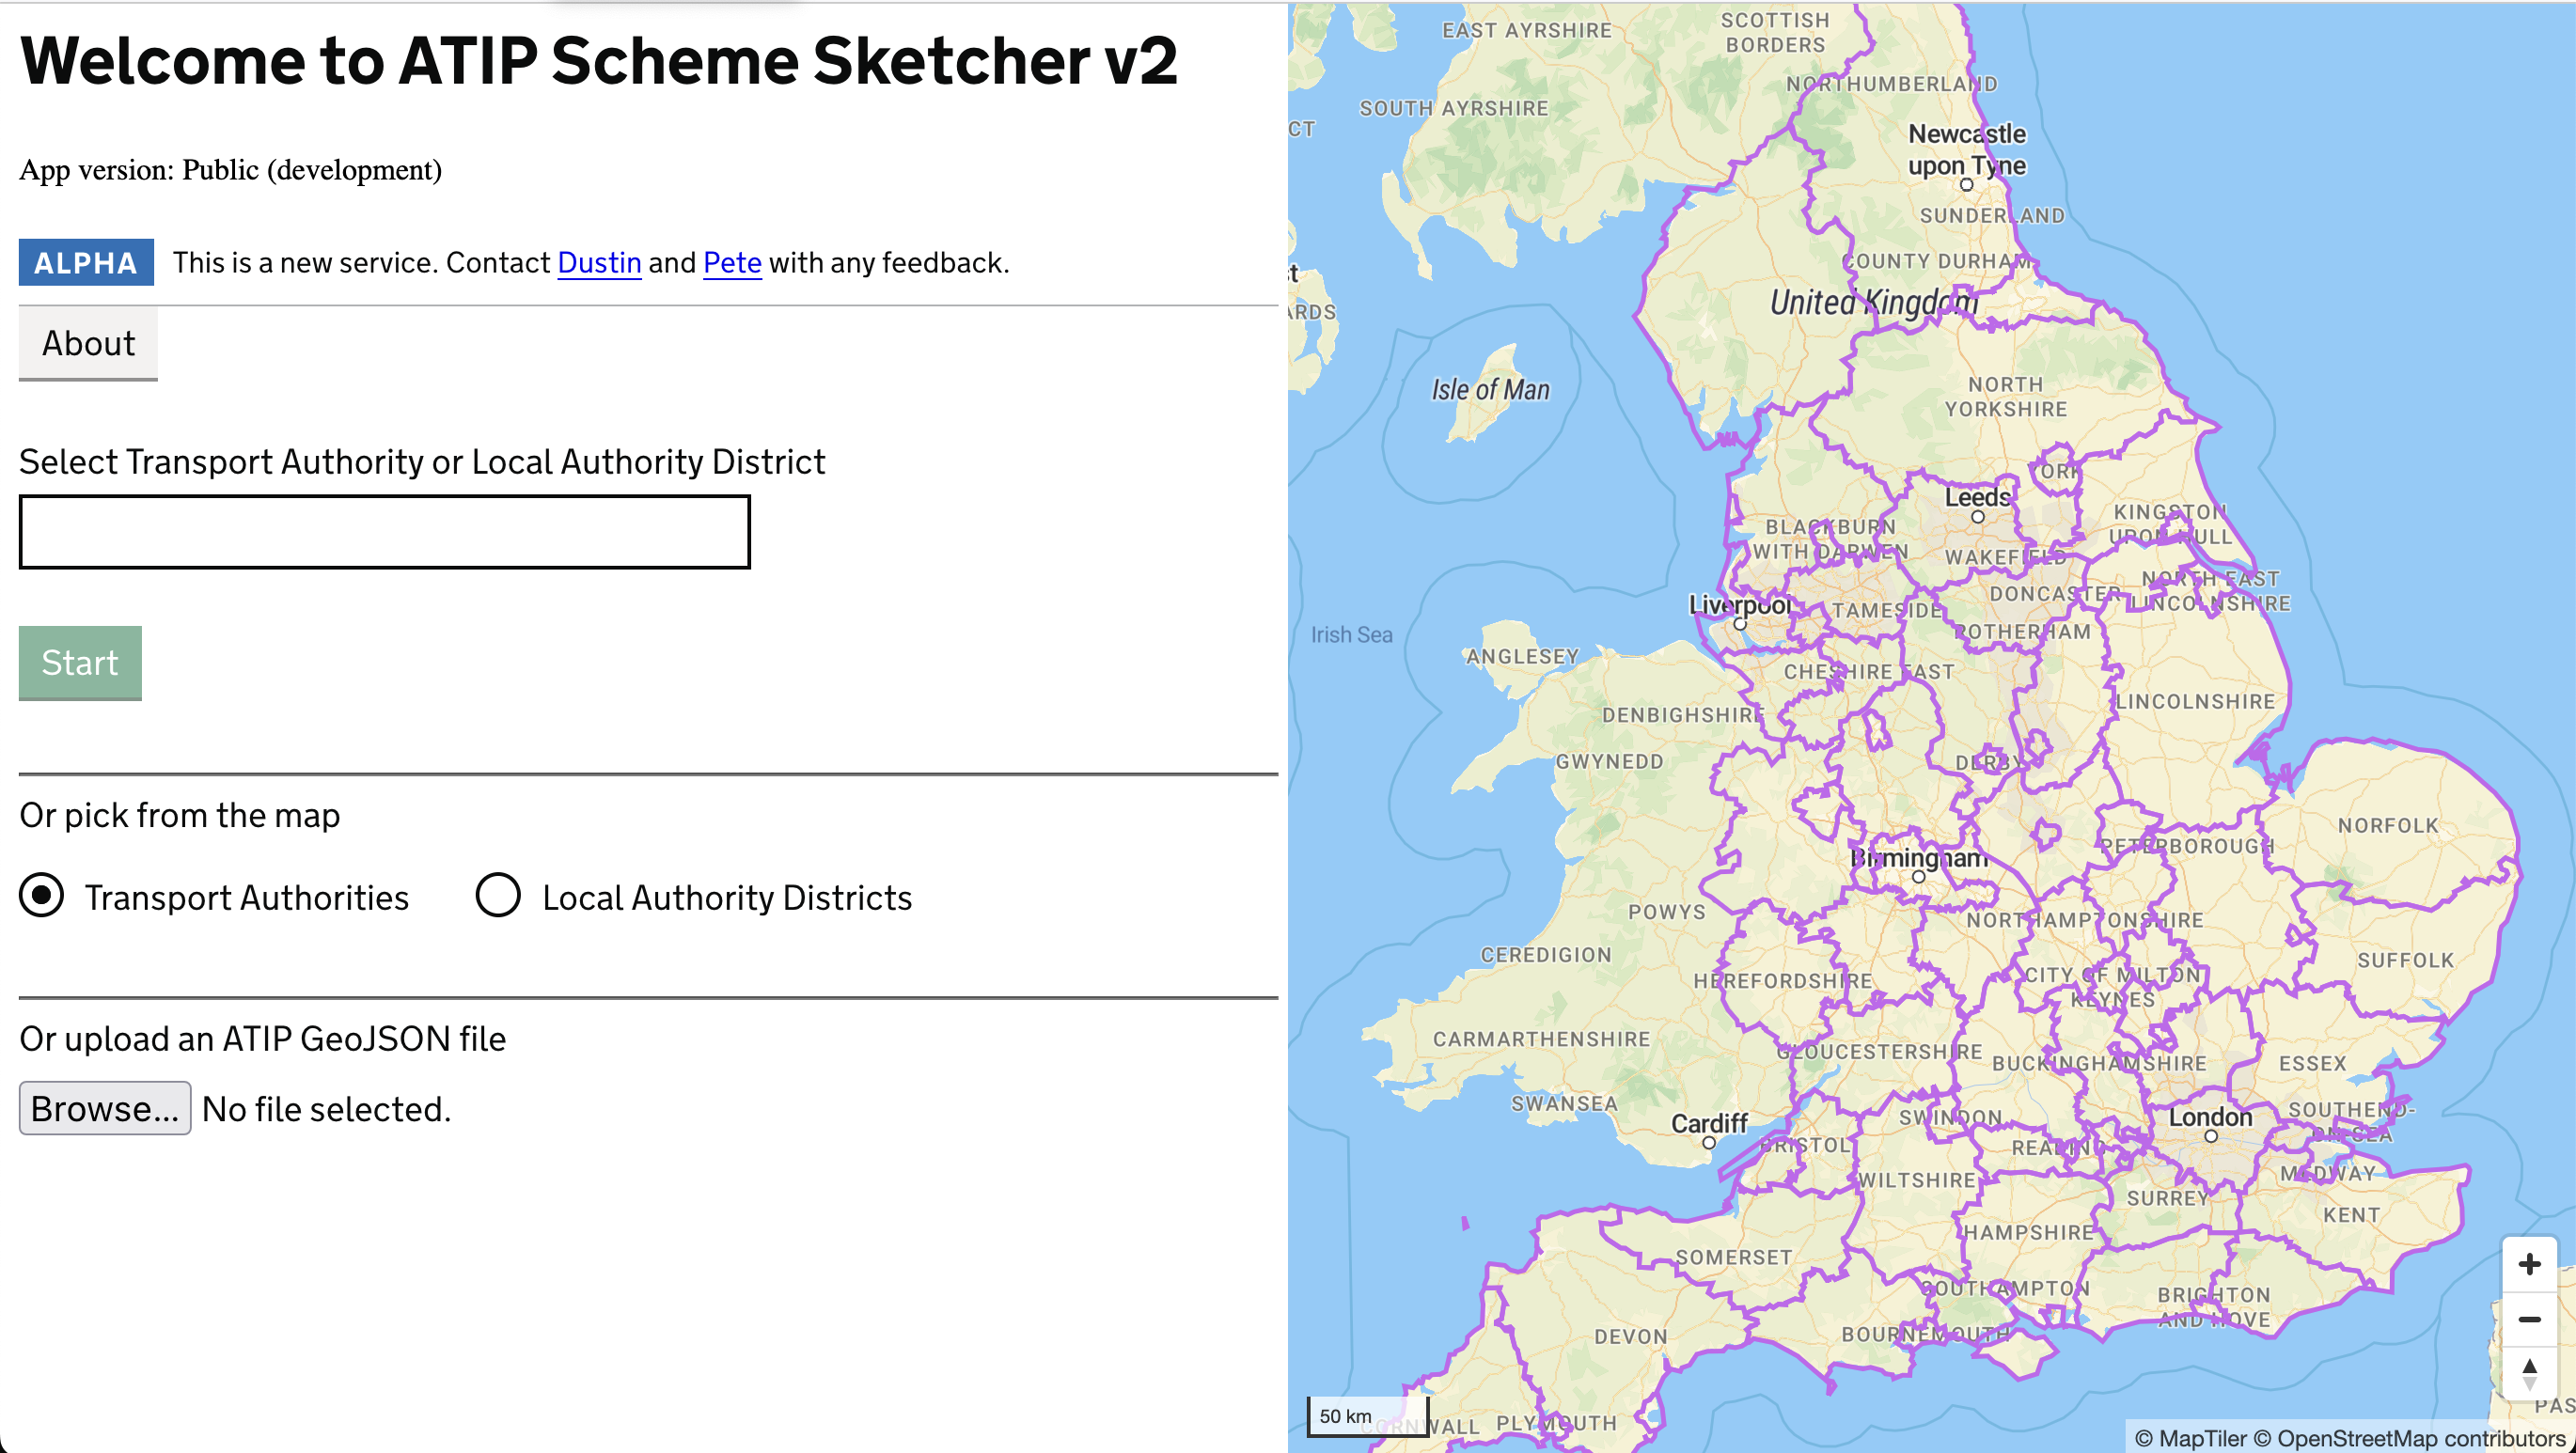 Welcome to ATIP Scheme Sketcher v2
App version: Public (development)
ALPHA This is a new service. Contact Dustin and Pete with any feedback.
About
Select Transport Authority or Local Authority District
Start
Or pick from the map
Transport Authorities Local Authority Districts
Or upload an ATIP GeoJSON file
Browse... No file selected.
EAST AYRSHIRE
SCOTTISH
BORDERS
NORTHUMBERLAND
SOUTH AYRSHIRE
CT
Newcastle
upon Tyne
SUNDERLAND
COUNTY DURHAM
United Kingdom
st
ARDS
Isle of Man
NORTH
YORKSHIRE
YORK
Leeds
KINGSTON
UPON HULL
BLACKBURN
WITH DARWEN
WAKEFIELD
NORTH EAST
LINCOLNSHIRE
DONCASTER
Liverpool
TAMESIDE
ROTHERHAM
Irish Sea
ANGLESEY
CHESHIRE EAST
LINCOLNSHIRE
DENBIGHSHIRE
GWYNEDD
DERBY
NORFOLK
PETERBOROUGH
Birmingham
POWYS
NORTHAMPTONSHIRE
CEREDIGION
SUFFOLK
HEREFORDSHIRE
CITY OF MILTON
KEYNES
CARMARTHENSHIRE
GLOUCESTERSHIRE
BUCKINGHAMSHIRE
ESSEX
SWANSEA
SWINDON
London
SOUTHEND-
ON-SEA
Cardiff
BRISTOL
READING
MEDWAY
WILTSHIRE
SURREY
KENT
HAMPSHIRE
SOMERSET
SOUTHAMPTON
BRIGHTON
AND HOVE
DEVON
BOURNEMOUTH
PAS
50 km
CORNWALL
PLYMOUTH
© MapTiler © OpenStreetMap contributors